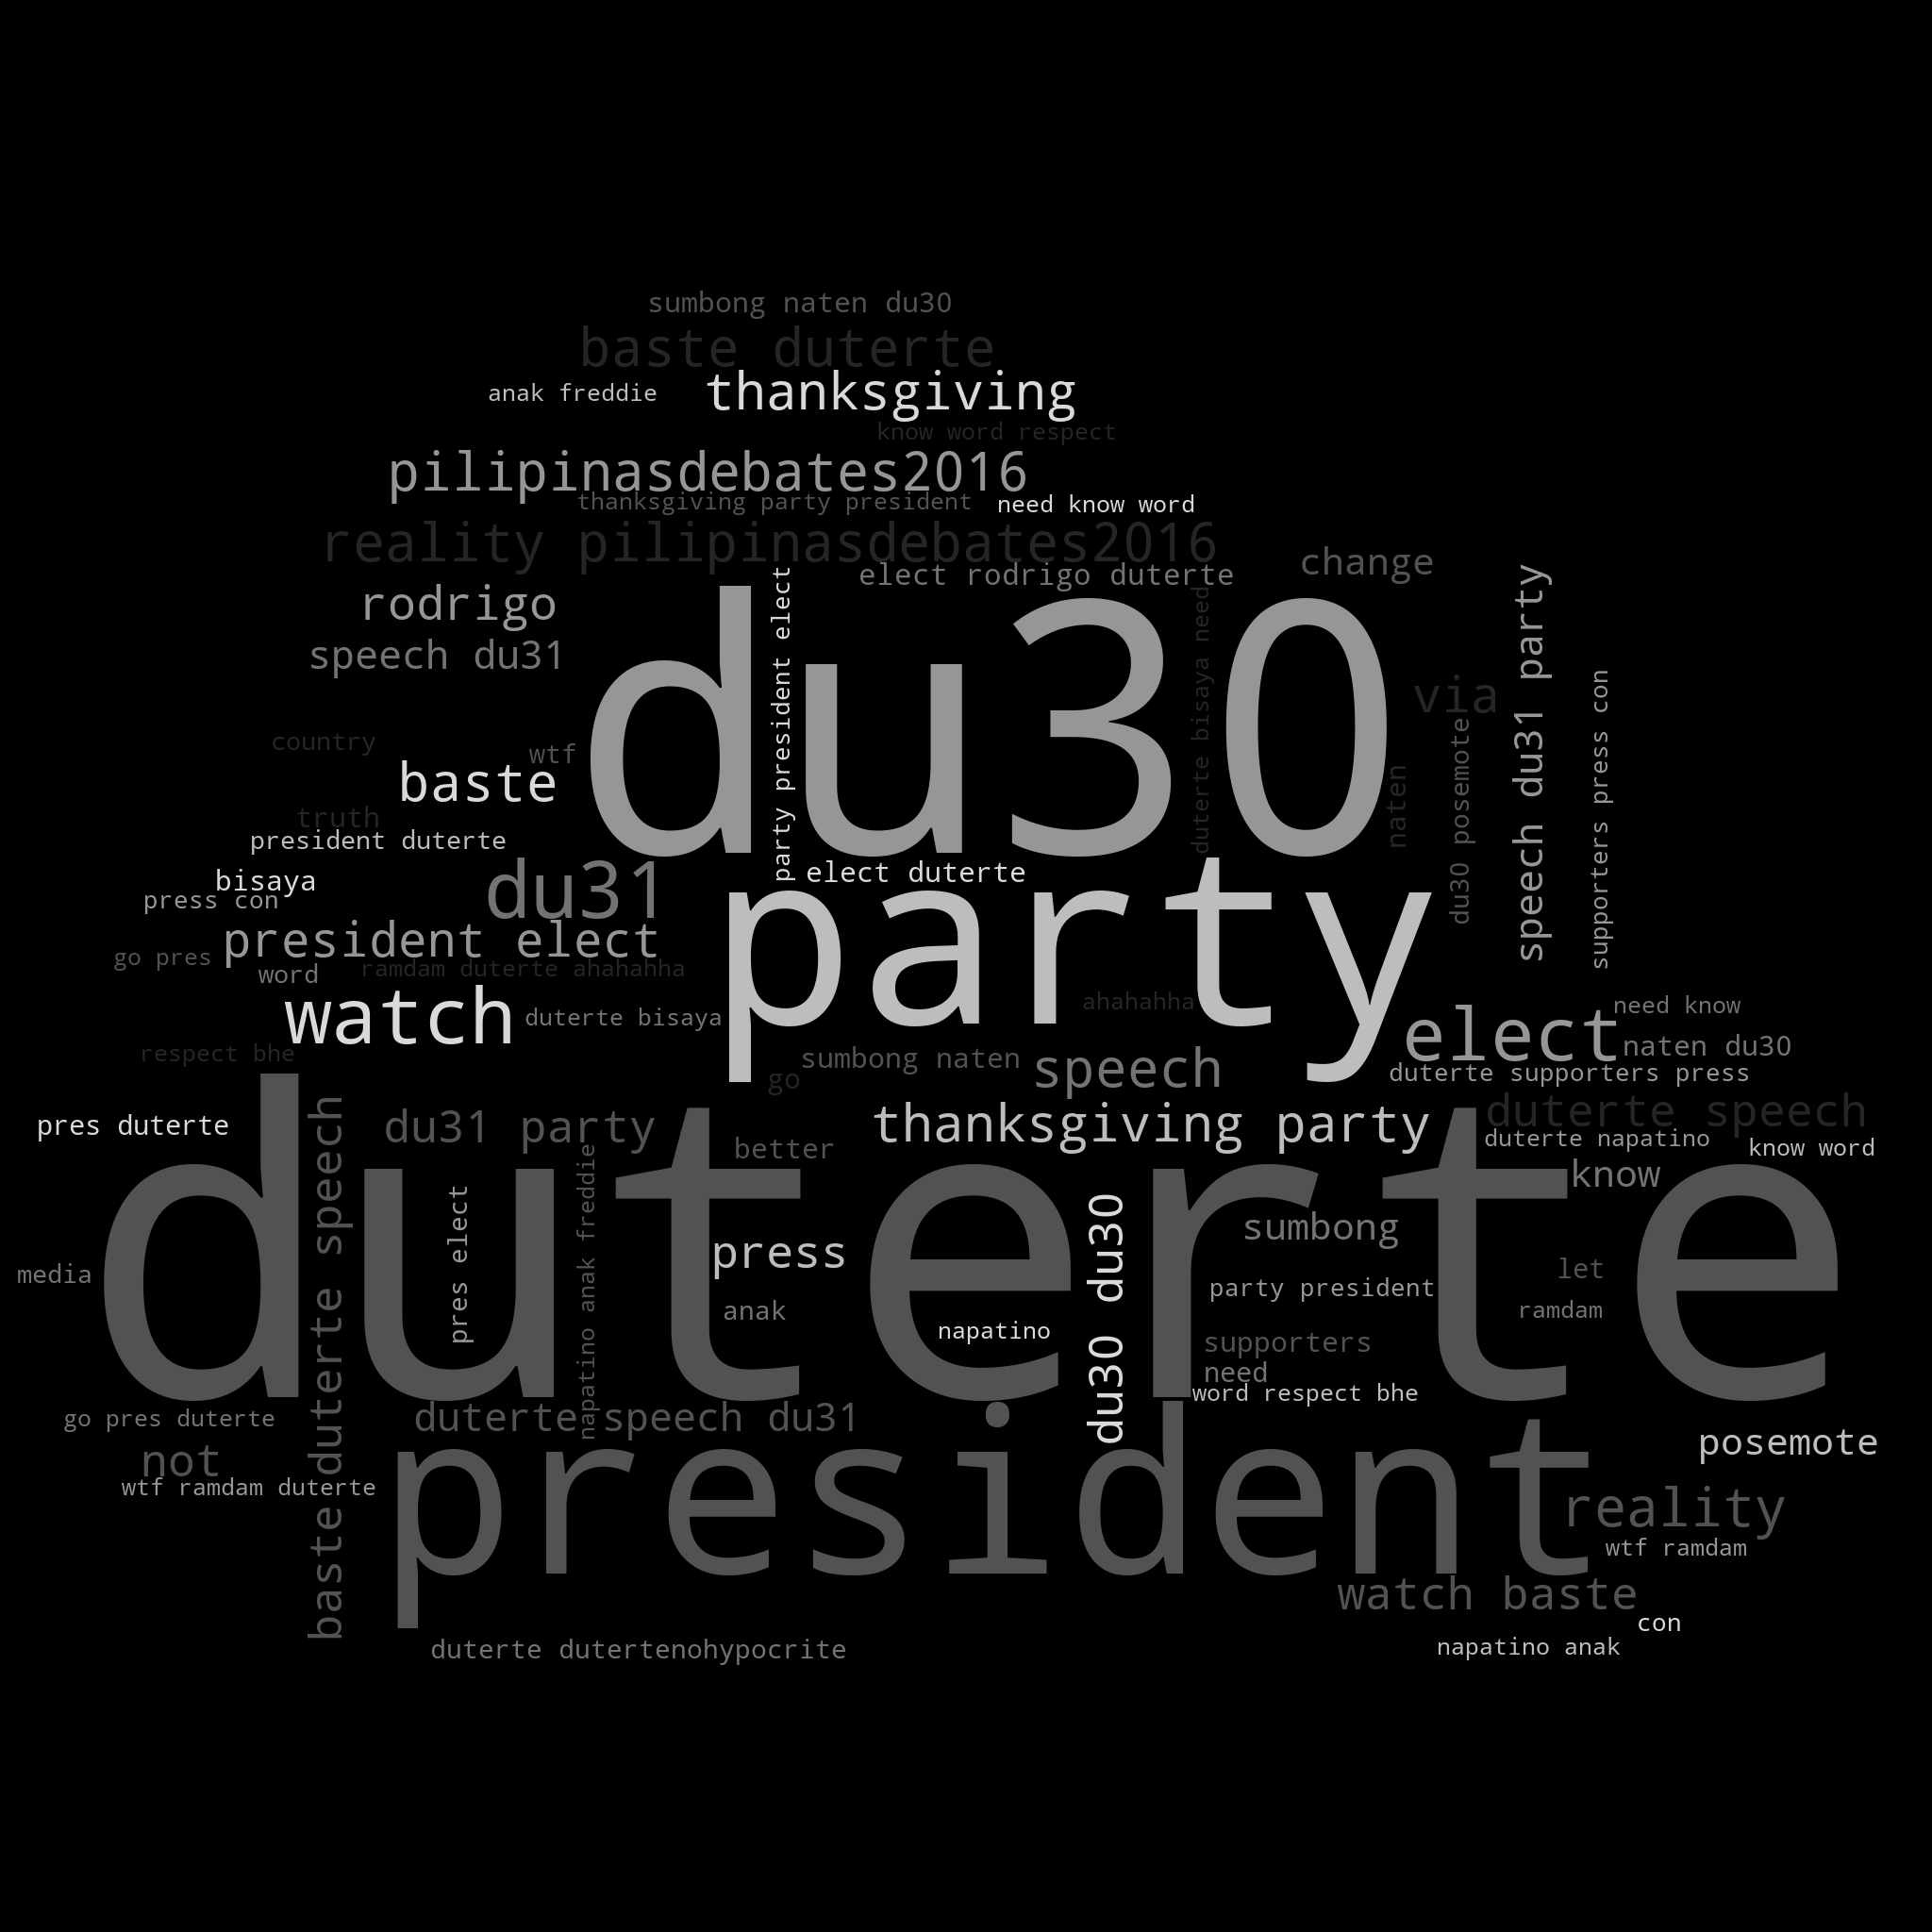 sumbong naten du30
baste duterte
anak freddie
thanksgiving
know word respect
pilipinasdebates2016
thanksgiving party president
need know word
reality pilipinasdebates2016
change
elect rodrigo duterte
rodrigo
speech du31
du30
party president elect
duterte bisaya need
via
speech du31 party
supporters press con
du30 posemote
naten
country
wtf
baste
truth
president duterte
elect duterte
bisaya
press con
du31
party
president elect
go pres
word
ramdam duterte ahahahha
watch
duterte bisaya
ahahahha
elect
need know
naten du30
respect bhe
sumbong naten
speech
duterte supporters press
go
pres duterte
du31 party
thanksgiving party
duterte speech
better
duterte napatino
know word
know
duterte
baste duterte speech
pres elect
napatino anak freddie
du30 du30
press
sumbong
media
let
party president
anak
ramdam
napatino
supporters
need
word respect bhe
go pres duterte
duterte speech du31
not
posemote
wtf ramdam duterte
president
reality
wtf ramdam
watch baste
con
duterte dutertenohypocrite
napatino anak